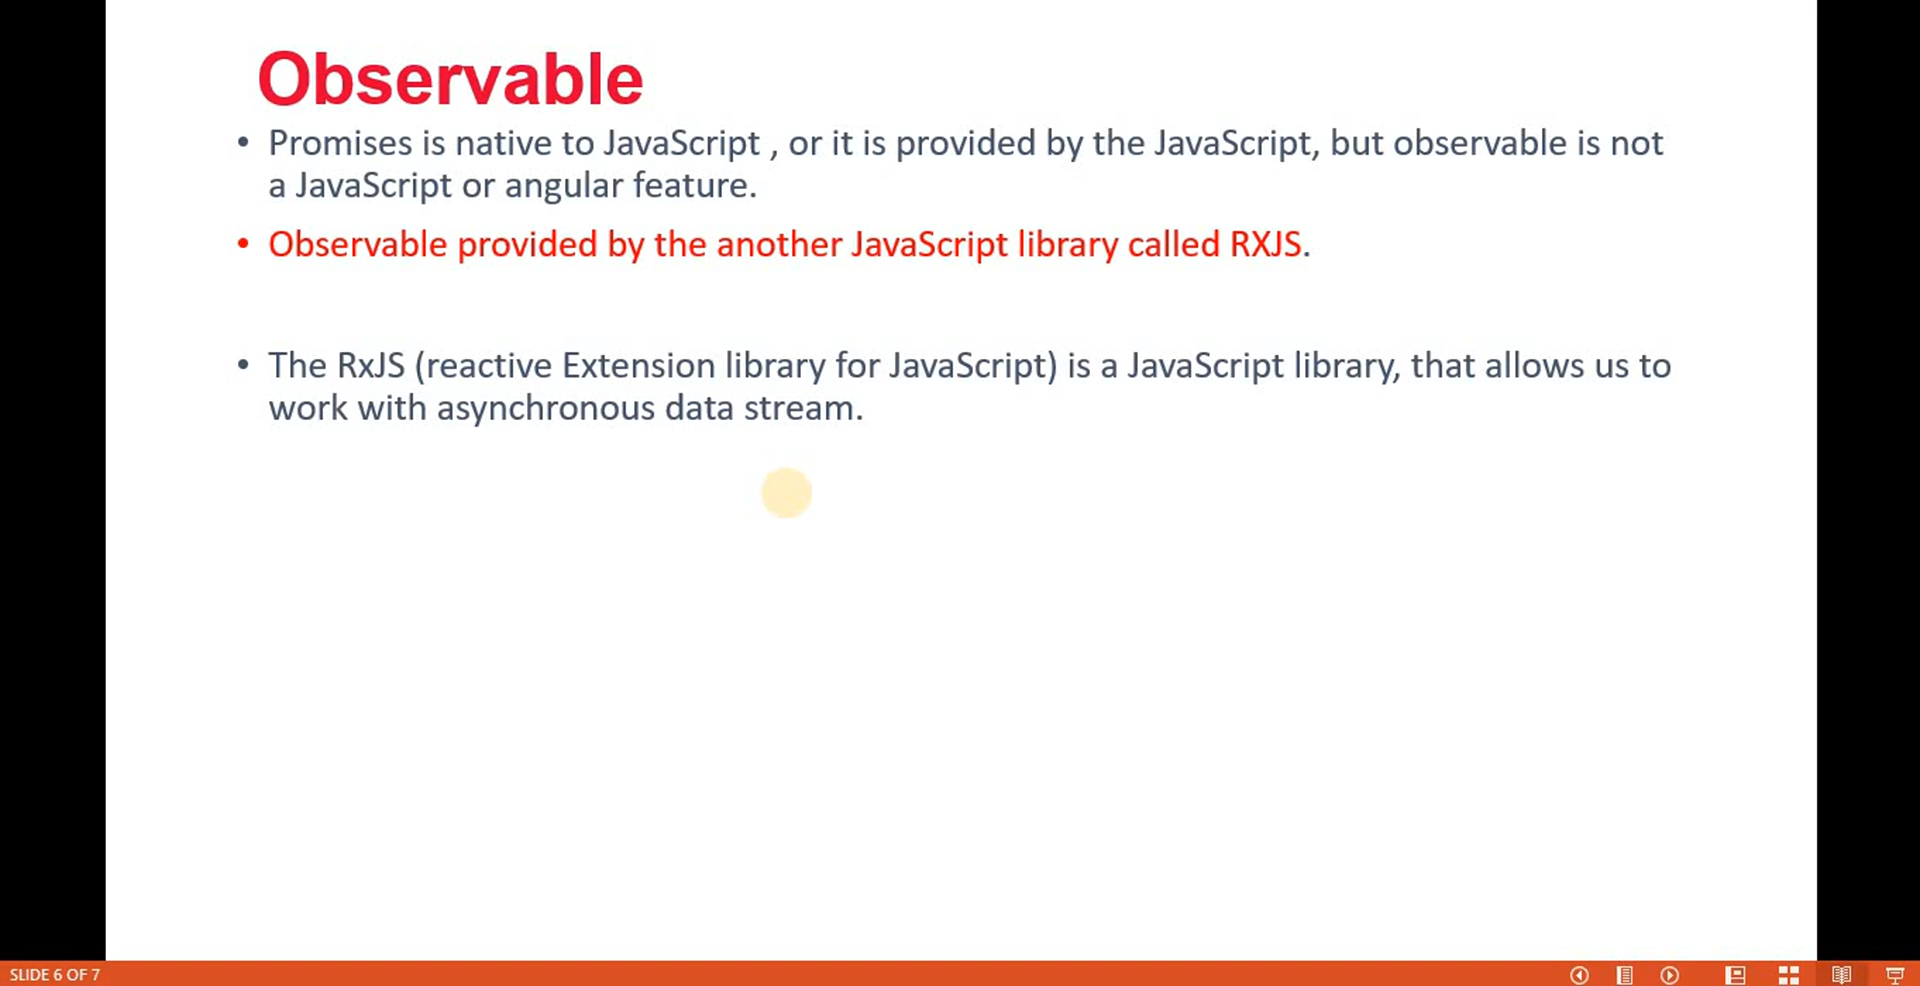 Observable
• Promises is native to JavaScript , or it is provided by the JavaScript, but observable is not
a JavaScript or angular feature.
• Observable provided by the another JavaScript library called RXJS.
• The RxJS (reactive Extension library for JavaScript) is a JavaScript library, that allows us to
work with asynchronous data stream.
SLIDE 6 OF 7